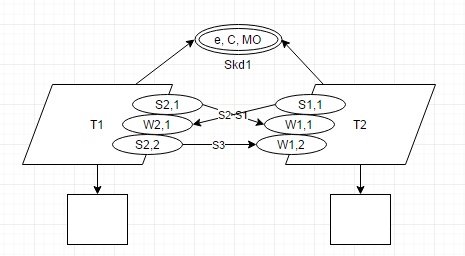 e, C, MO
Skd1
S2,1
S1,1
T1
W2,1
S2
S1
W1,1
T2
S2,2
S3
W1,2